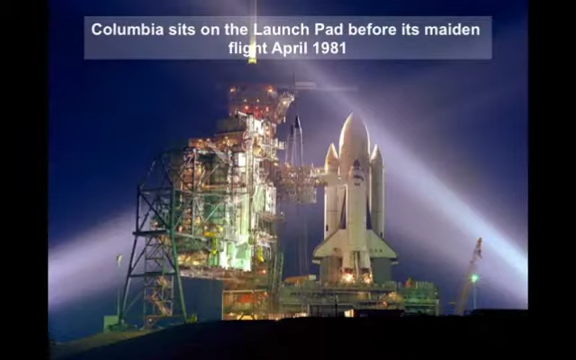 Columbia sits on the Launch Pad before its maiden
flight April 1981